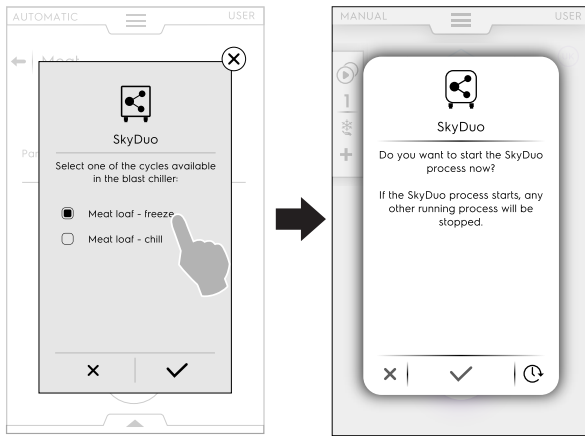 AUTOMATIC
USER
Meat
SkyDuo
Select one of the cycles available
in the blast chiller:
Meat loaf - freeze
Meat loaf - chill
MANUAL
USER
1
SkyDuo
Do you want to start the SkyDuo
process now?
If the SkyDuo process starts, any
other running process will be
stopped.